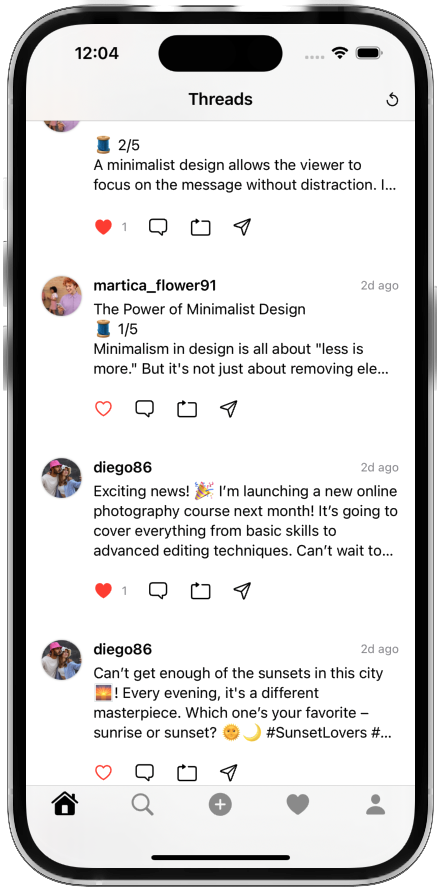 12:04
Threads
🧵 2/5
A minimalist design allows the viewer to
focus on the message without distraction. I...
1
martica_flower91
2d ago
The Power of Minimalist Design
🧵 1/5
Minimalism in design is all about "less is
more." But it's not just about removing ele...
diego86
2d ago
Exciting news! 🎉 I’m launching a new online
photography course next month! It’s going to
cover everything from basic skills to
advanced editing techniques. Can’t wait to...
1
diego86
2d ago
Can’t get enough of the sunsets in this city
🌅! Every evening, it's a different
masterpiece. Which one’s your favorite –
sunrise or sunset? 🌞🌙 #SunsetLovers #...